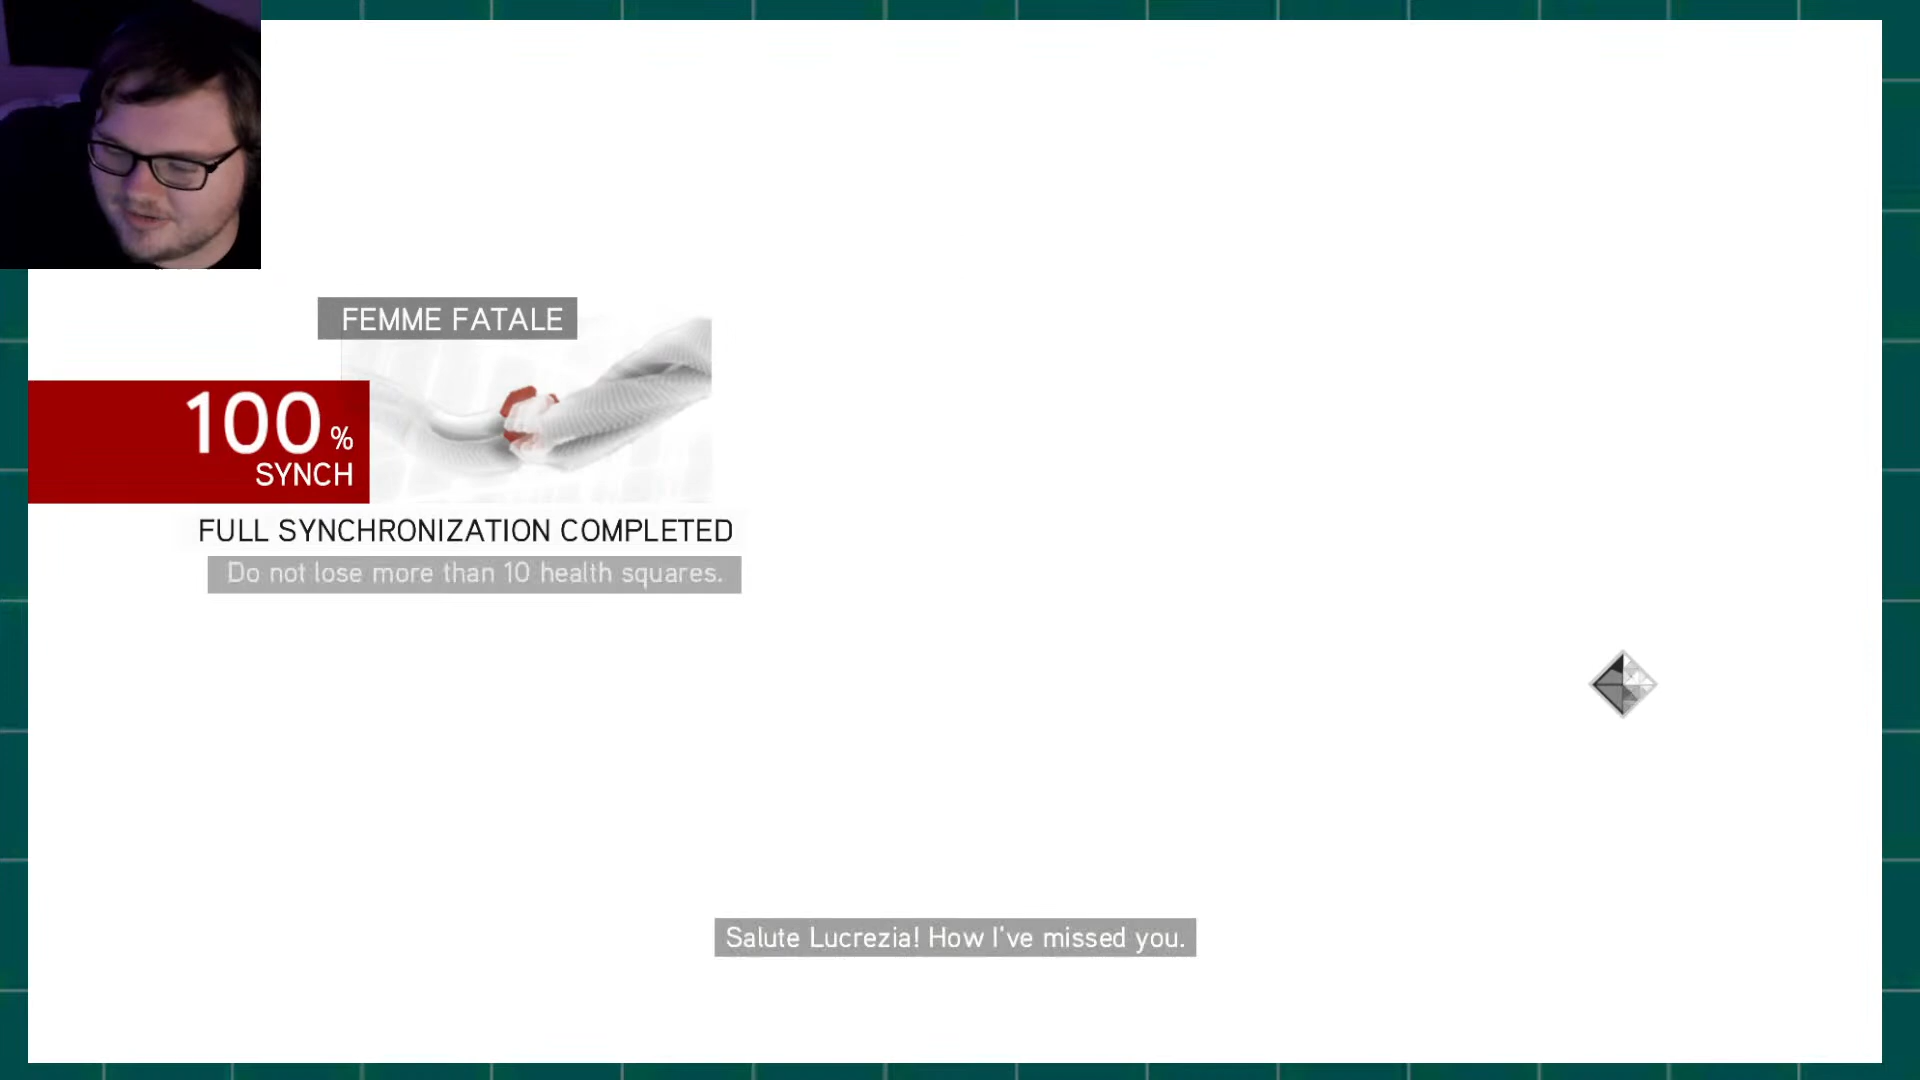 FEMME FATALE
100%
SYNCH
FULL SYNCHRONIZATION COMPLETED
Do not lose more than 10 health squares.
Salute Lucrezia! How I've missed you.